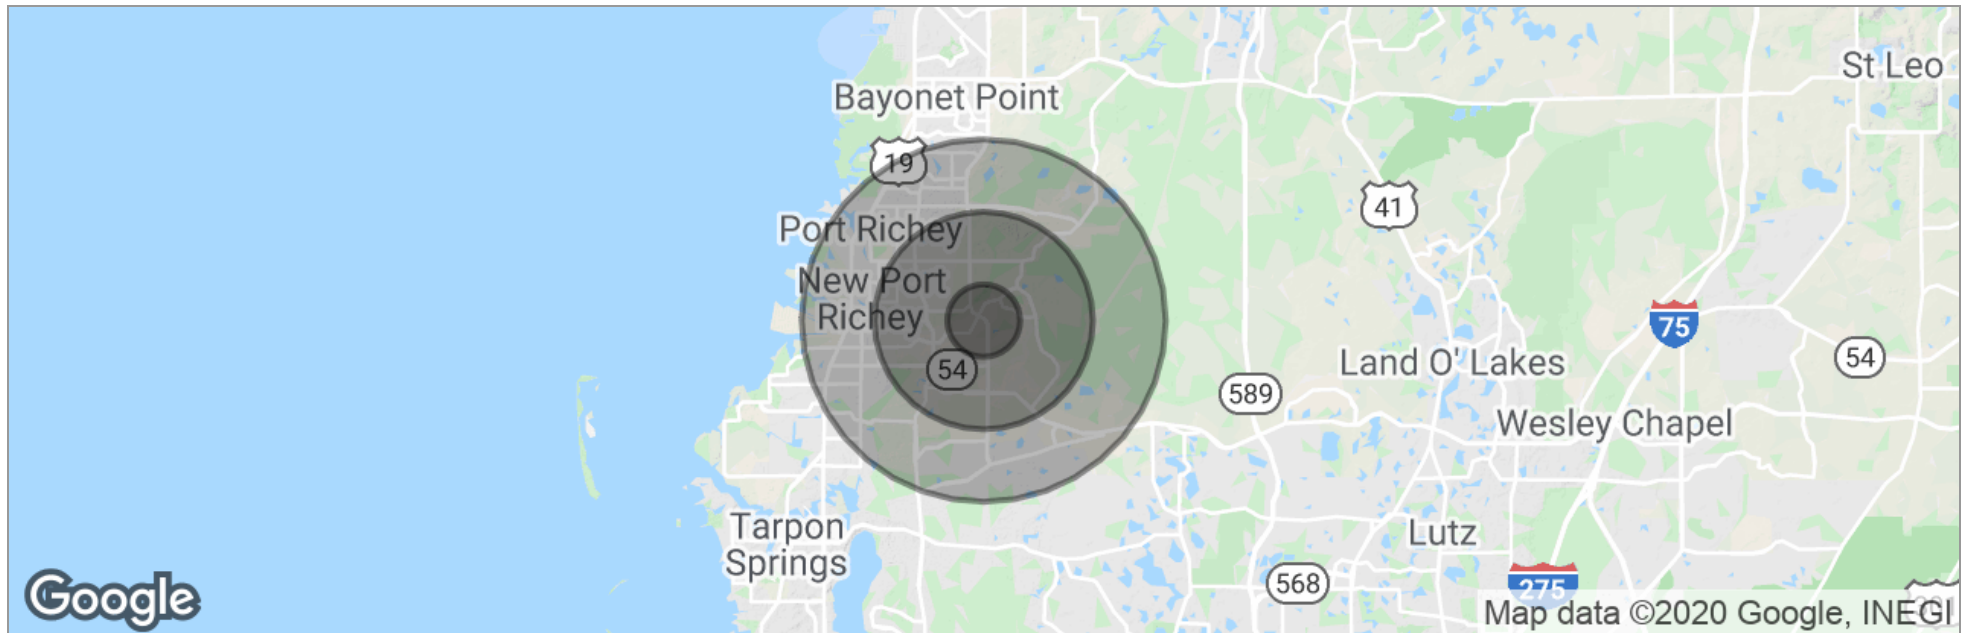 St Leo
Bayonet Point
19
41
Port Richey
New Port
Richey
75
54
Land O' Lakes
54
589
Wesley Chapel
Tarpon
Springs
Lutz
568
275
Google
Map data ©2020 Google, INEGI